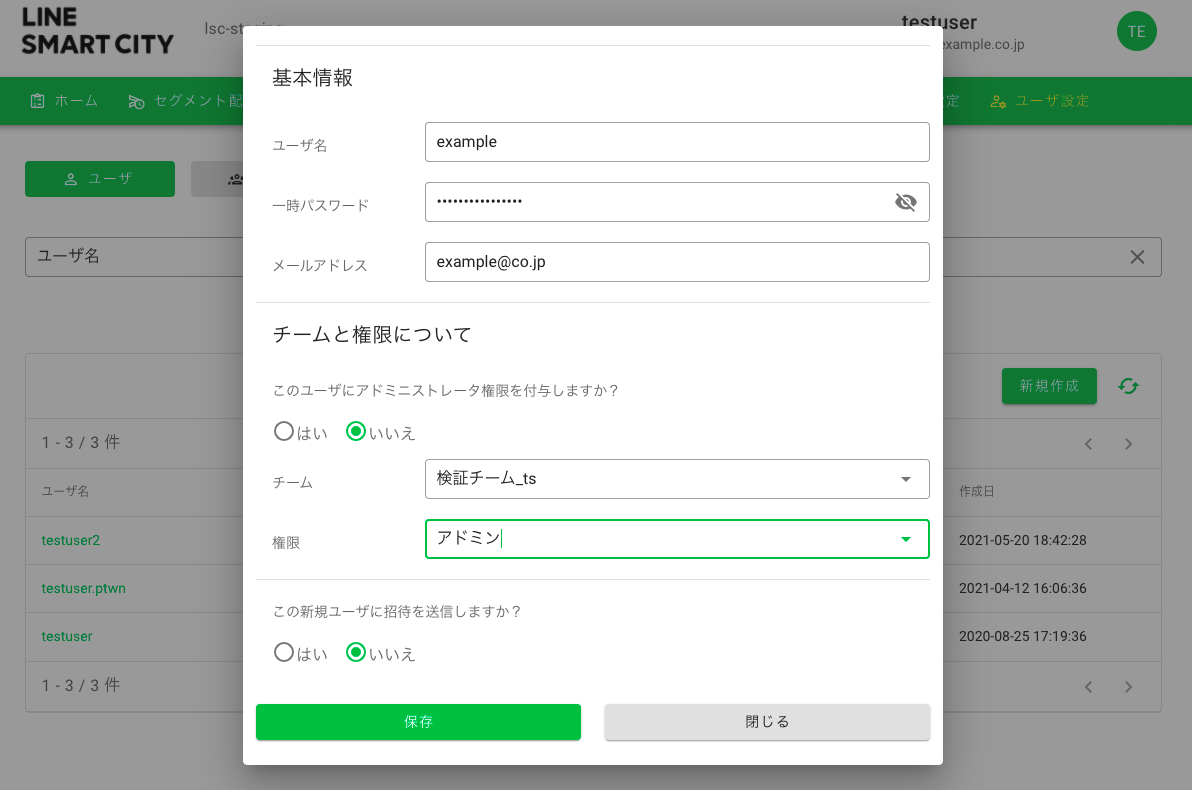 LINE
SMART CITY
lsc-st
testuser
example.co.jp
TE
ホーム
セグメント配
定
ユーザ設定
ユーザ
ユーザ名
新規作成
1 - 3 / 3 件
ユーザ名
作成日
testuser2
2021-05-20 18:42:28
testuser.ptwn
2021-04-12 16:06:36
testuser
2020-08-25 17:19:36
1 - 3 / 3 件
基本情報
ユーザ名
example
一時パスワード
••••••••••••••••
メールアドレス
example@co.jp
チームと権限について
このユーザにアドミニストレータ権限を付与しますか？
はい いいえ
チーム
検証チーム_ts
権限
アドミン
この新規ユーザに招待を送信しますか？
はい いいえ
保存
閉じる